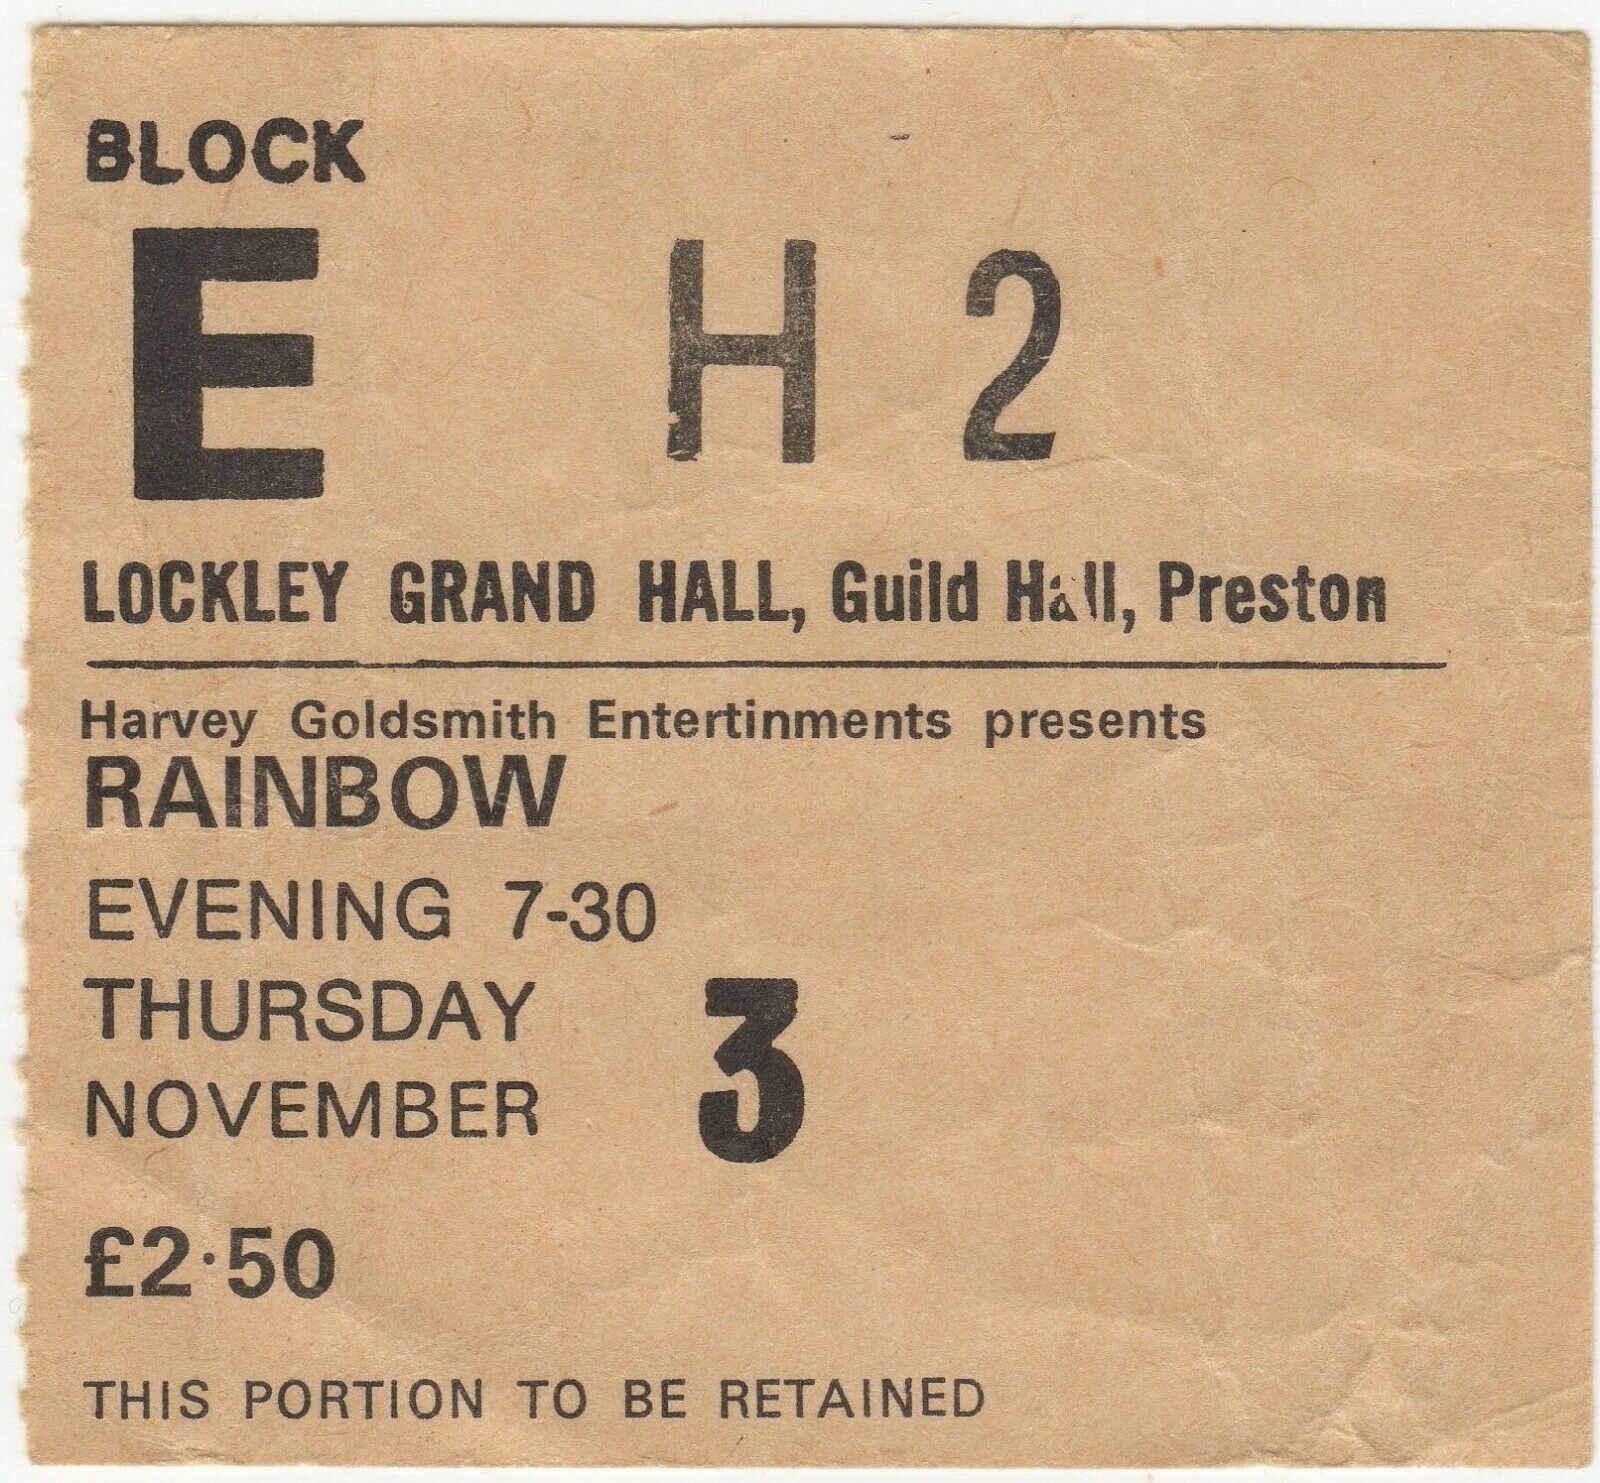 BLOCK
E H 2
LOCKLEY GRAND HALL, Guild Hall, Preston
Harvey Goldsmith Entertinments presents
RAINBOW
EVENING 7-30
THURSDAY
NOVEMBER 3
£2·50
THIS PORTION TO BE RETAINED